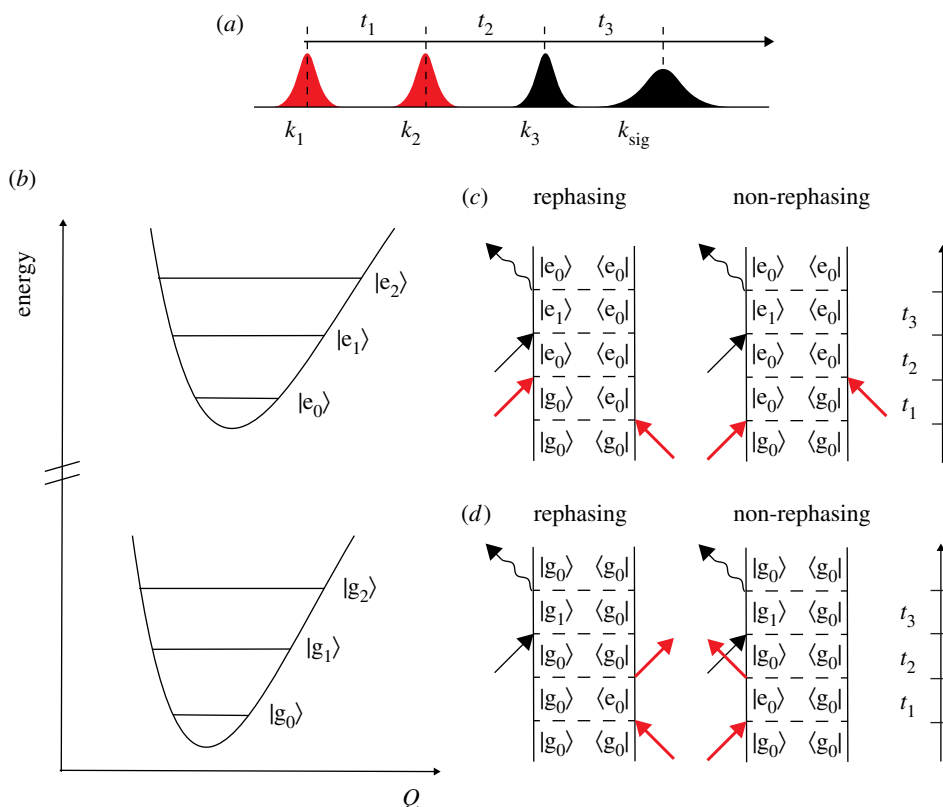 (a)
t1 t2 t3
k1 k2 k3 ksig
(b)
energy
|e2⟩
|e1⟩
|e0⟩
|g2⟩
|g1⟩
|g0⟩
Q
(c)
rephasing non-rephasing
|e0⟩ ⟨e0| |e0⟩ ⟨e0|
|e1⟩ ⟨e0| |e1⟩ ⟨e0| t3
|e0⟩ ⟨e0| |e0⟩ ⟨e0| t2
|g0⟩ ⟨e0| |e0⟩ ⟨g0| t1
|g0⟩ ⟨g0| |g0⟩ ⟨g0|
(d)
rephasing non-rephasing
|g0⟩ ⟨g0| |g0⟩ ⟨g0|
|g1⟩ ⟨g0| |g1⟩ ⟨g0| t3
|g0⟩ ⟨g0| |g0⟩ ⟨g0| t2
|g0⟩ ⟨e0| |e0⟩ ⟨g0| t1
|g0⟩ ⟨g0| |g0⟩ ⟨g0|